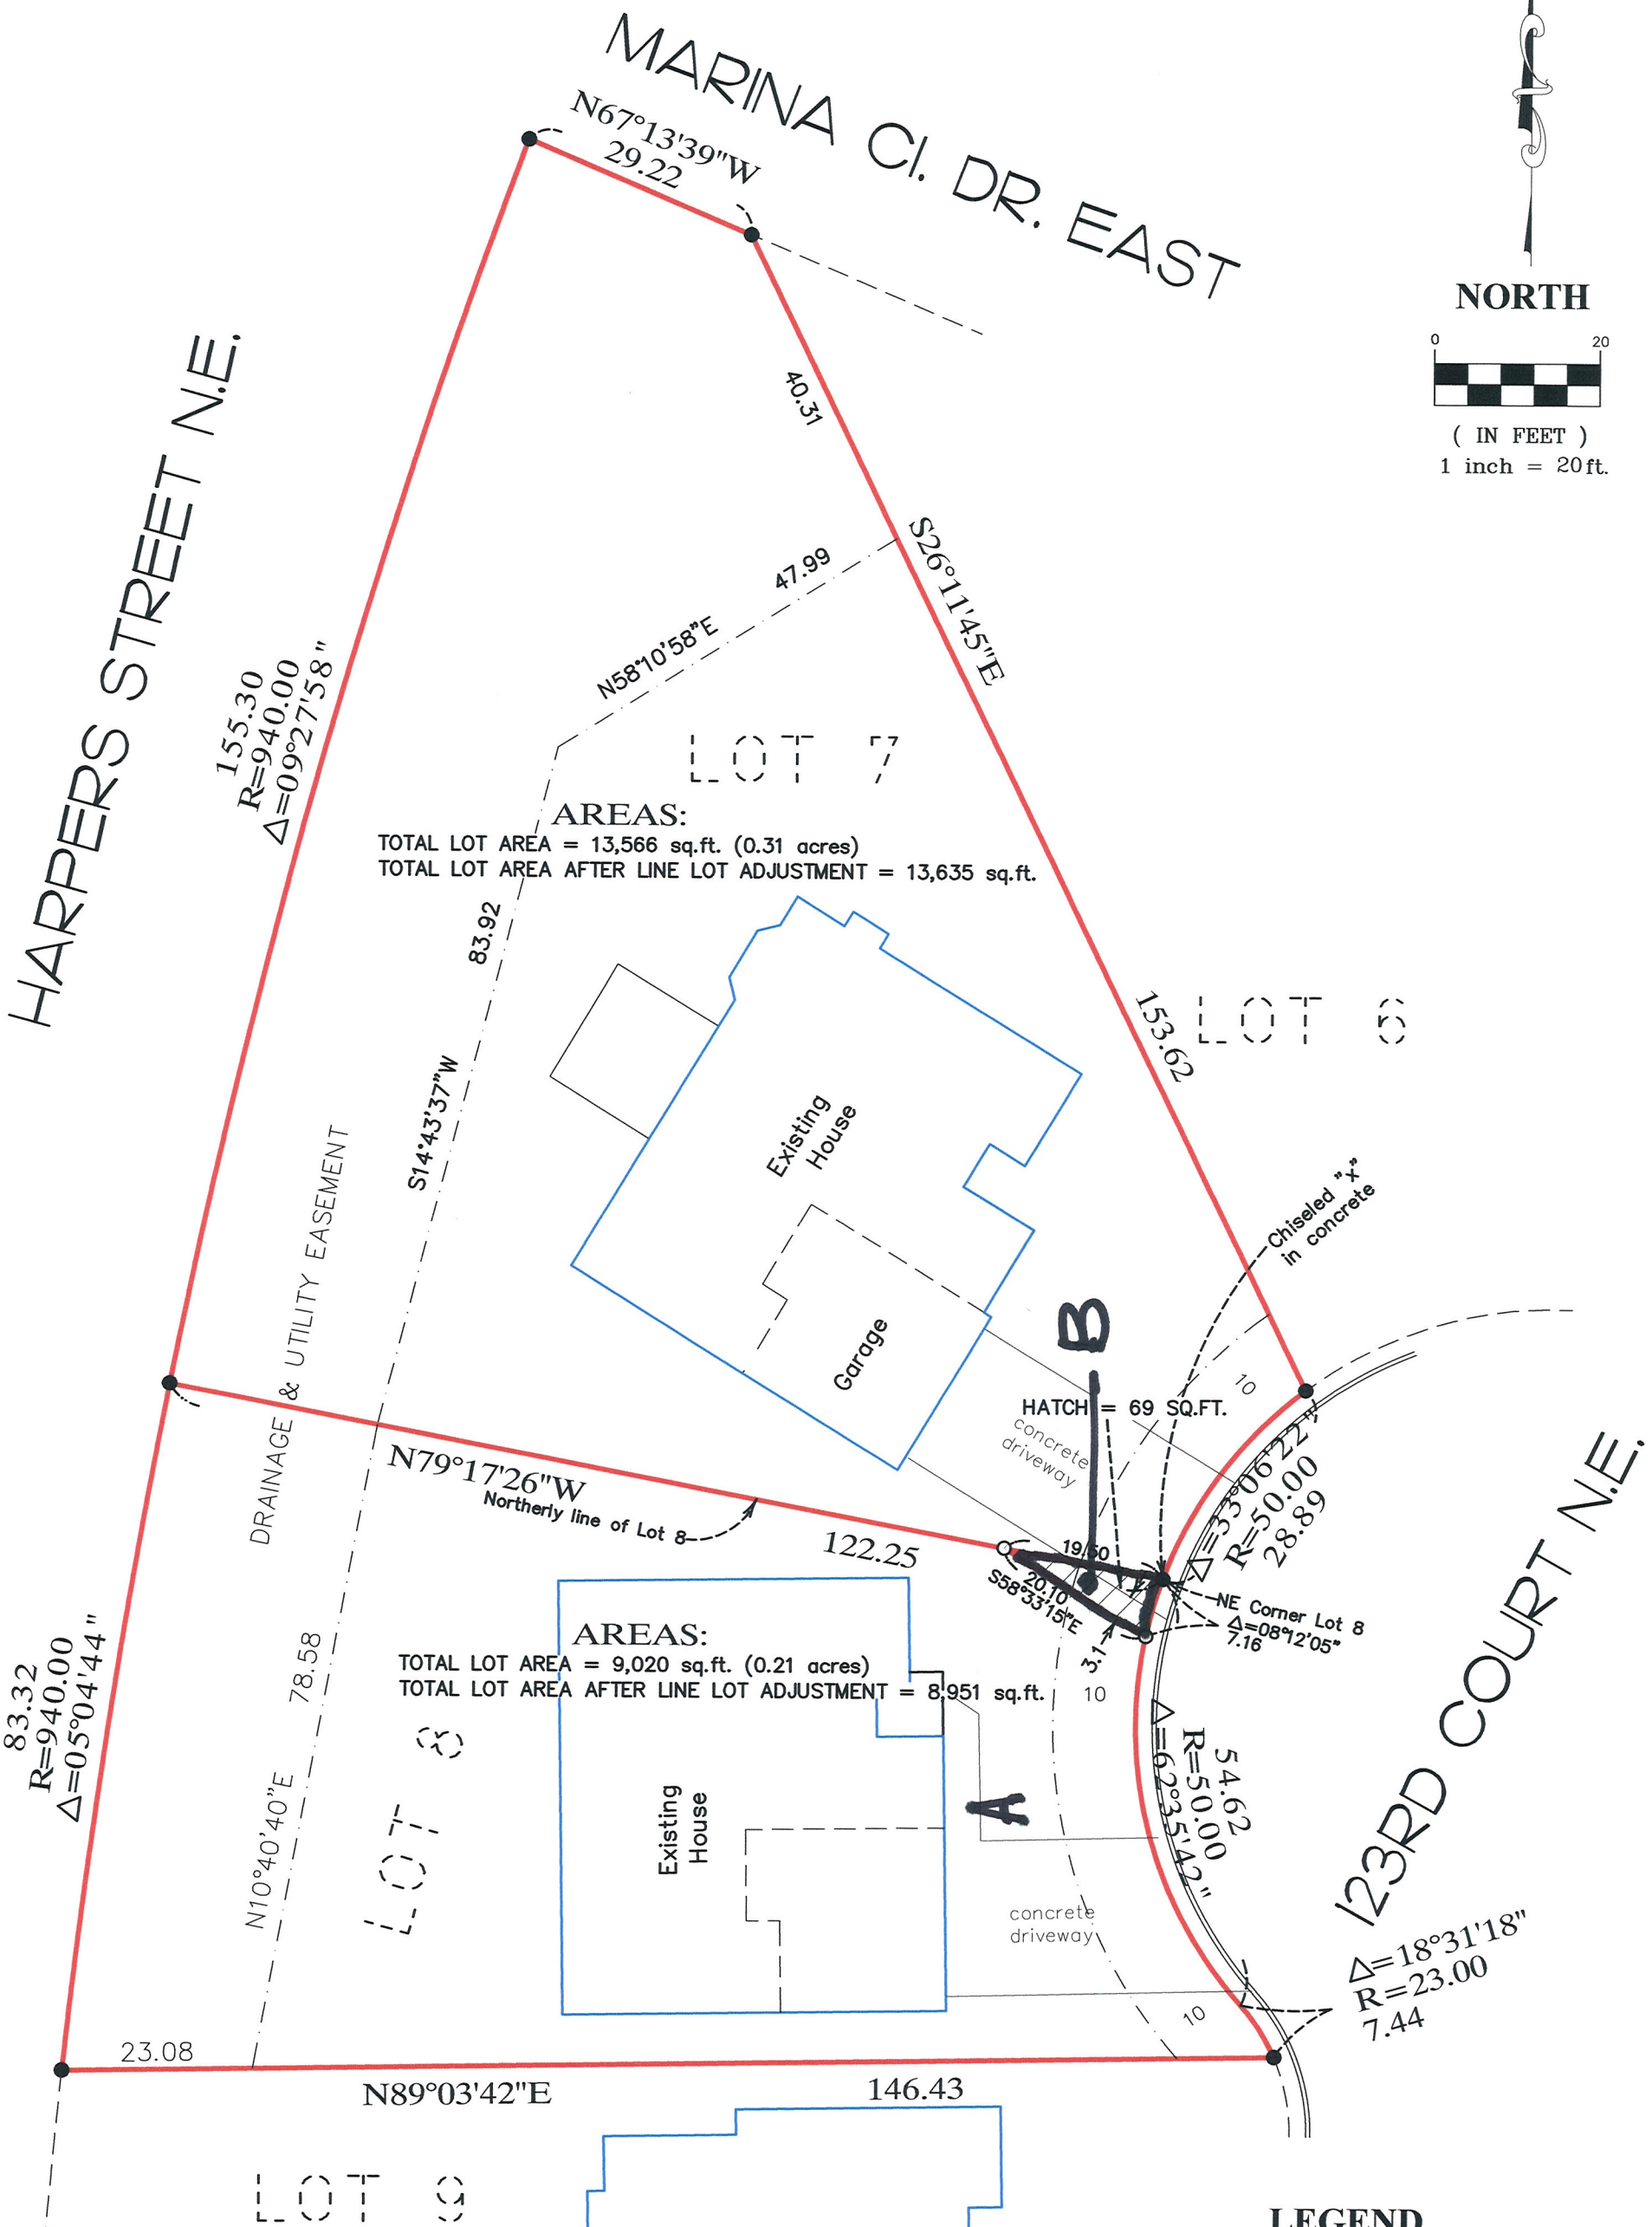 MARINA CI. DR. EAST
N67°13'39"W
29.22
NORTH
0 20
( IN FEET )
1 inch = 20ft.
HARPERS STREET N.E.
40.31
S26°11'45"E
47.99
N58°10'58"E
155.30
R=940.00
Δ=09°27'58"
LOT 7
AREAS:
TOTAL LOT AREA = 13,566 sq.ft. (0.31 acres)
TOTAL LOT AREA AFTER LINE LOT ADJUSTMENT = 13,635 sq.ft.
83.92
S14°43'37"W
153.62
LOT 6
Existing
House
Garage
Chiseled "x"
in concrete
DRAINAGE & UTILITY EASEMENT
B
10
HATCH = 69 SQ.FT.
concrete
driveway
N79°17'26"W
Northerly line of Lot 8
122.25
Δ=33°06'22"
R=50.00
28.89
19.50
20.10
S58°33'15"E
3.1
NE Corner Lot 8
Δ=08°12'05"
7.16
123RD COURT N.E.
AREAS:
TOTAL LOT AREA = 9,020 sq.ft. (0.21 acres)
TOTAL LOT AREA AFTER LINE LOT ADJUSTMENT = 8,951 sq.ft.
10
83.32
R=940.00
Δ=05°04'44"
78.58
N10°40'40"E
LOT 8
Existing
House
A
54.62
R=50.00
Δ=62°35'42"
concrete
driveway
10
Δ=18°31'18"
R=23.00
7.44
23.08
N89°03'42"E
146.43
LOT 9
LEGEND